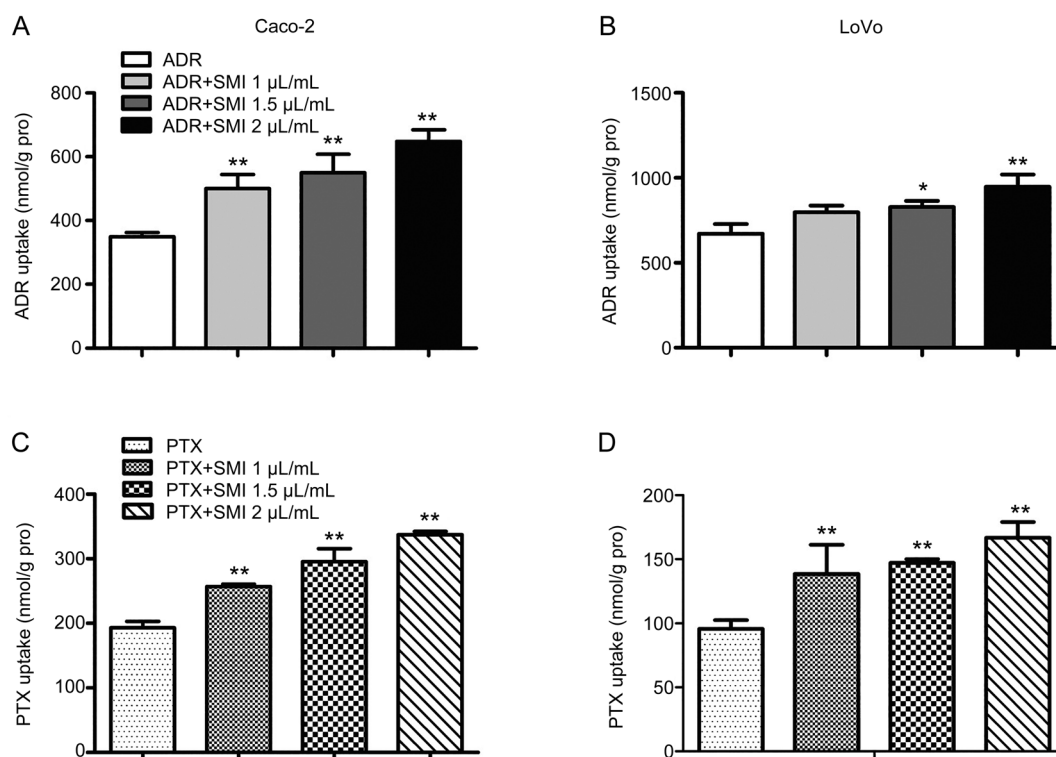 A
Caco-2
ADR
ADR+SMI 1 µL/mL
ADR+SMI 1.5 µL/mL
ADR+SMI 2 µL/mL
ADR uptake (nmol/g pro)
800
600
400
200
0
**
**
**
B
LoVo
ADR uptake (nmol/g pro)
1500
1000
500
0
*
**
C
PTX
PTX+SMI 1 µL/mL
PTX+SMI 1.5 µL/mL
PTX+SMI 2 µL/mL
PTX uptake (nmol/g pro)
400
300
200
100
0
**
**
**
D
PTX uptake (nmol/g pro)
200
150
100
50
0
**
**
**